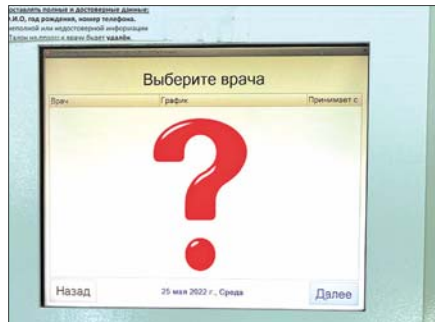 оставлять полные и достоверные данные:
Ф.И.О, год рождения, номер телефона.
неполной или недостоверной информации
Талон на прием к врачу будет удалён.
Выберите врача
Врач График Принимает с
?
Назад 25 мая 2022 г., Среда Далее